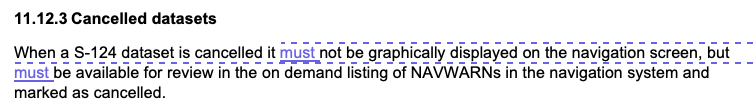 11.12.3 Cancelled datasets
When a S-124 dataset is cancelled it must not be graphically displayed on the navigation screen, but
must be available for review in the on demand listing of NAVWARNs in the navigation system and
marked as cancelled.